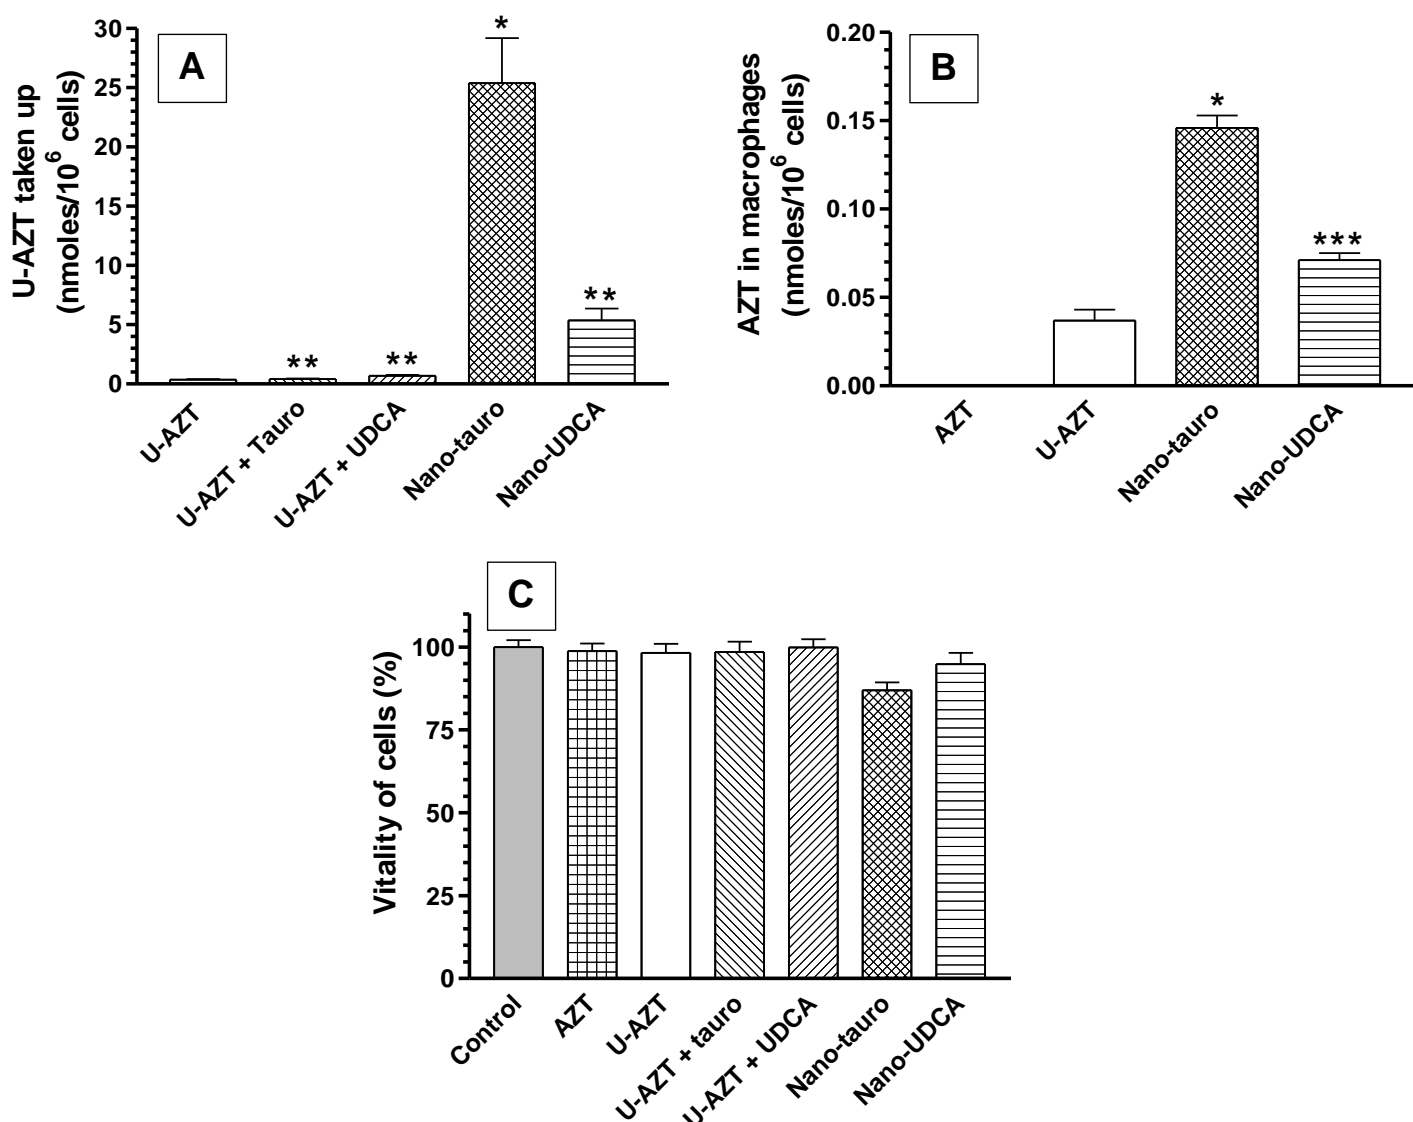 A
U-AZT taken up
(nmoles/10⁶ cells)
30
25
20
15
10
5
0
*
**
**
**
U-AZT
U-AZT + Tauro
U-AZT + UDCA
Nano-tauro
Nano-UDCA
B
AZT in macrophages
(nmoles/10⁶ cells)
0.20
0.15
0.10
0.05
0.00
*
***
AZT
U-AZT
Nano-tauro
Nano-UDCA
C
Vitality of cells (%)
100
75
50
25
0
Control
AZT
U-AZT
U-AZT + tauro
U-AZT + UDCA
Nano-tauro
Nano-UDCA